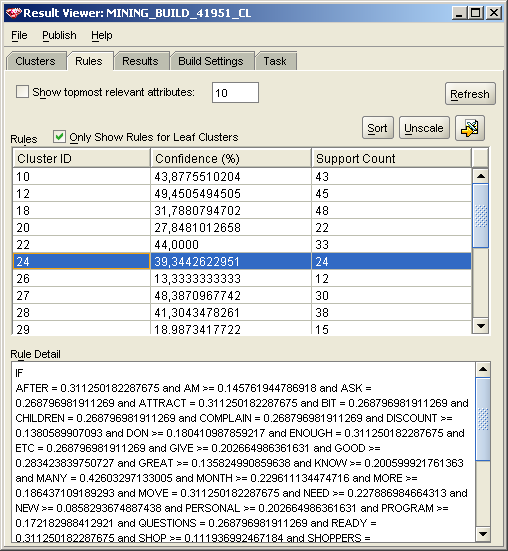 Result Viewer: MINING_BUILD_41951_CL
File Publish Help
Clusters Rules Results Build Settings Task
Show topmost relevant attributes: 10 Refresh
Sort Unscale
Rules Only Show Rules for Leaf Clusters
Cluster ID Confidence (%) Support Count
10 43,8775510204 43
12 49,4505494505 45
18 31,7880794702 48
20 27,8481012658 22
22 44,0000 33
24 39,3442622951 24
26 13,3333333333 12
27 48,3870967742 30
28 41,3043478261 38
29 18,9873417722 15
Rule Detail
IF
AFTER = 0.311250182287675 and AM >= 0.145761944786918 and ASK =
0.268796981911269 and ATTRACT = 0.311250182287675 and BIT = 0.268796981911269 and
CHILDREN = 0.268796981911269 and COMPLAIN = 0.268796981911269 and DISCOUNT >=
0.1380589907093 and DON >= 0.180410987859217 and ENOUGH = 0.311250182287675 and
ETC = 0.268796981911269 and GIVE >= 0.202664986361631 and GOOD >=
0.283423839750727 and GREAT >= 0.135824990859638 and KNOW >= 0.200599921761363
and MANY = 0.42603297133005 and MONTH >= 0.229611134474716 and MORE >=
0.186437109189293 and MOVE = 0.311250182287675 and NEED >= 0.227886984664313 and
NEW >= 0.0858293674887438 and PERSONAL >= 0.202664986361631 and PROGRAM >=
0.172182988412921 and QUESTIONS = 0.268796981911269 and READY =
0.311250182287675 and SHOP >= 0.111936992467184 and SHOPPERS =